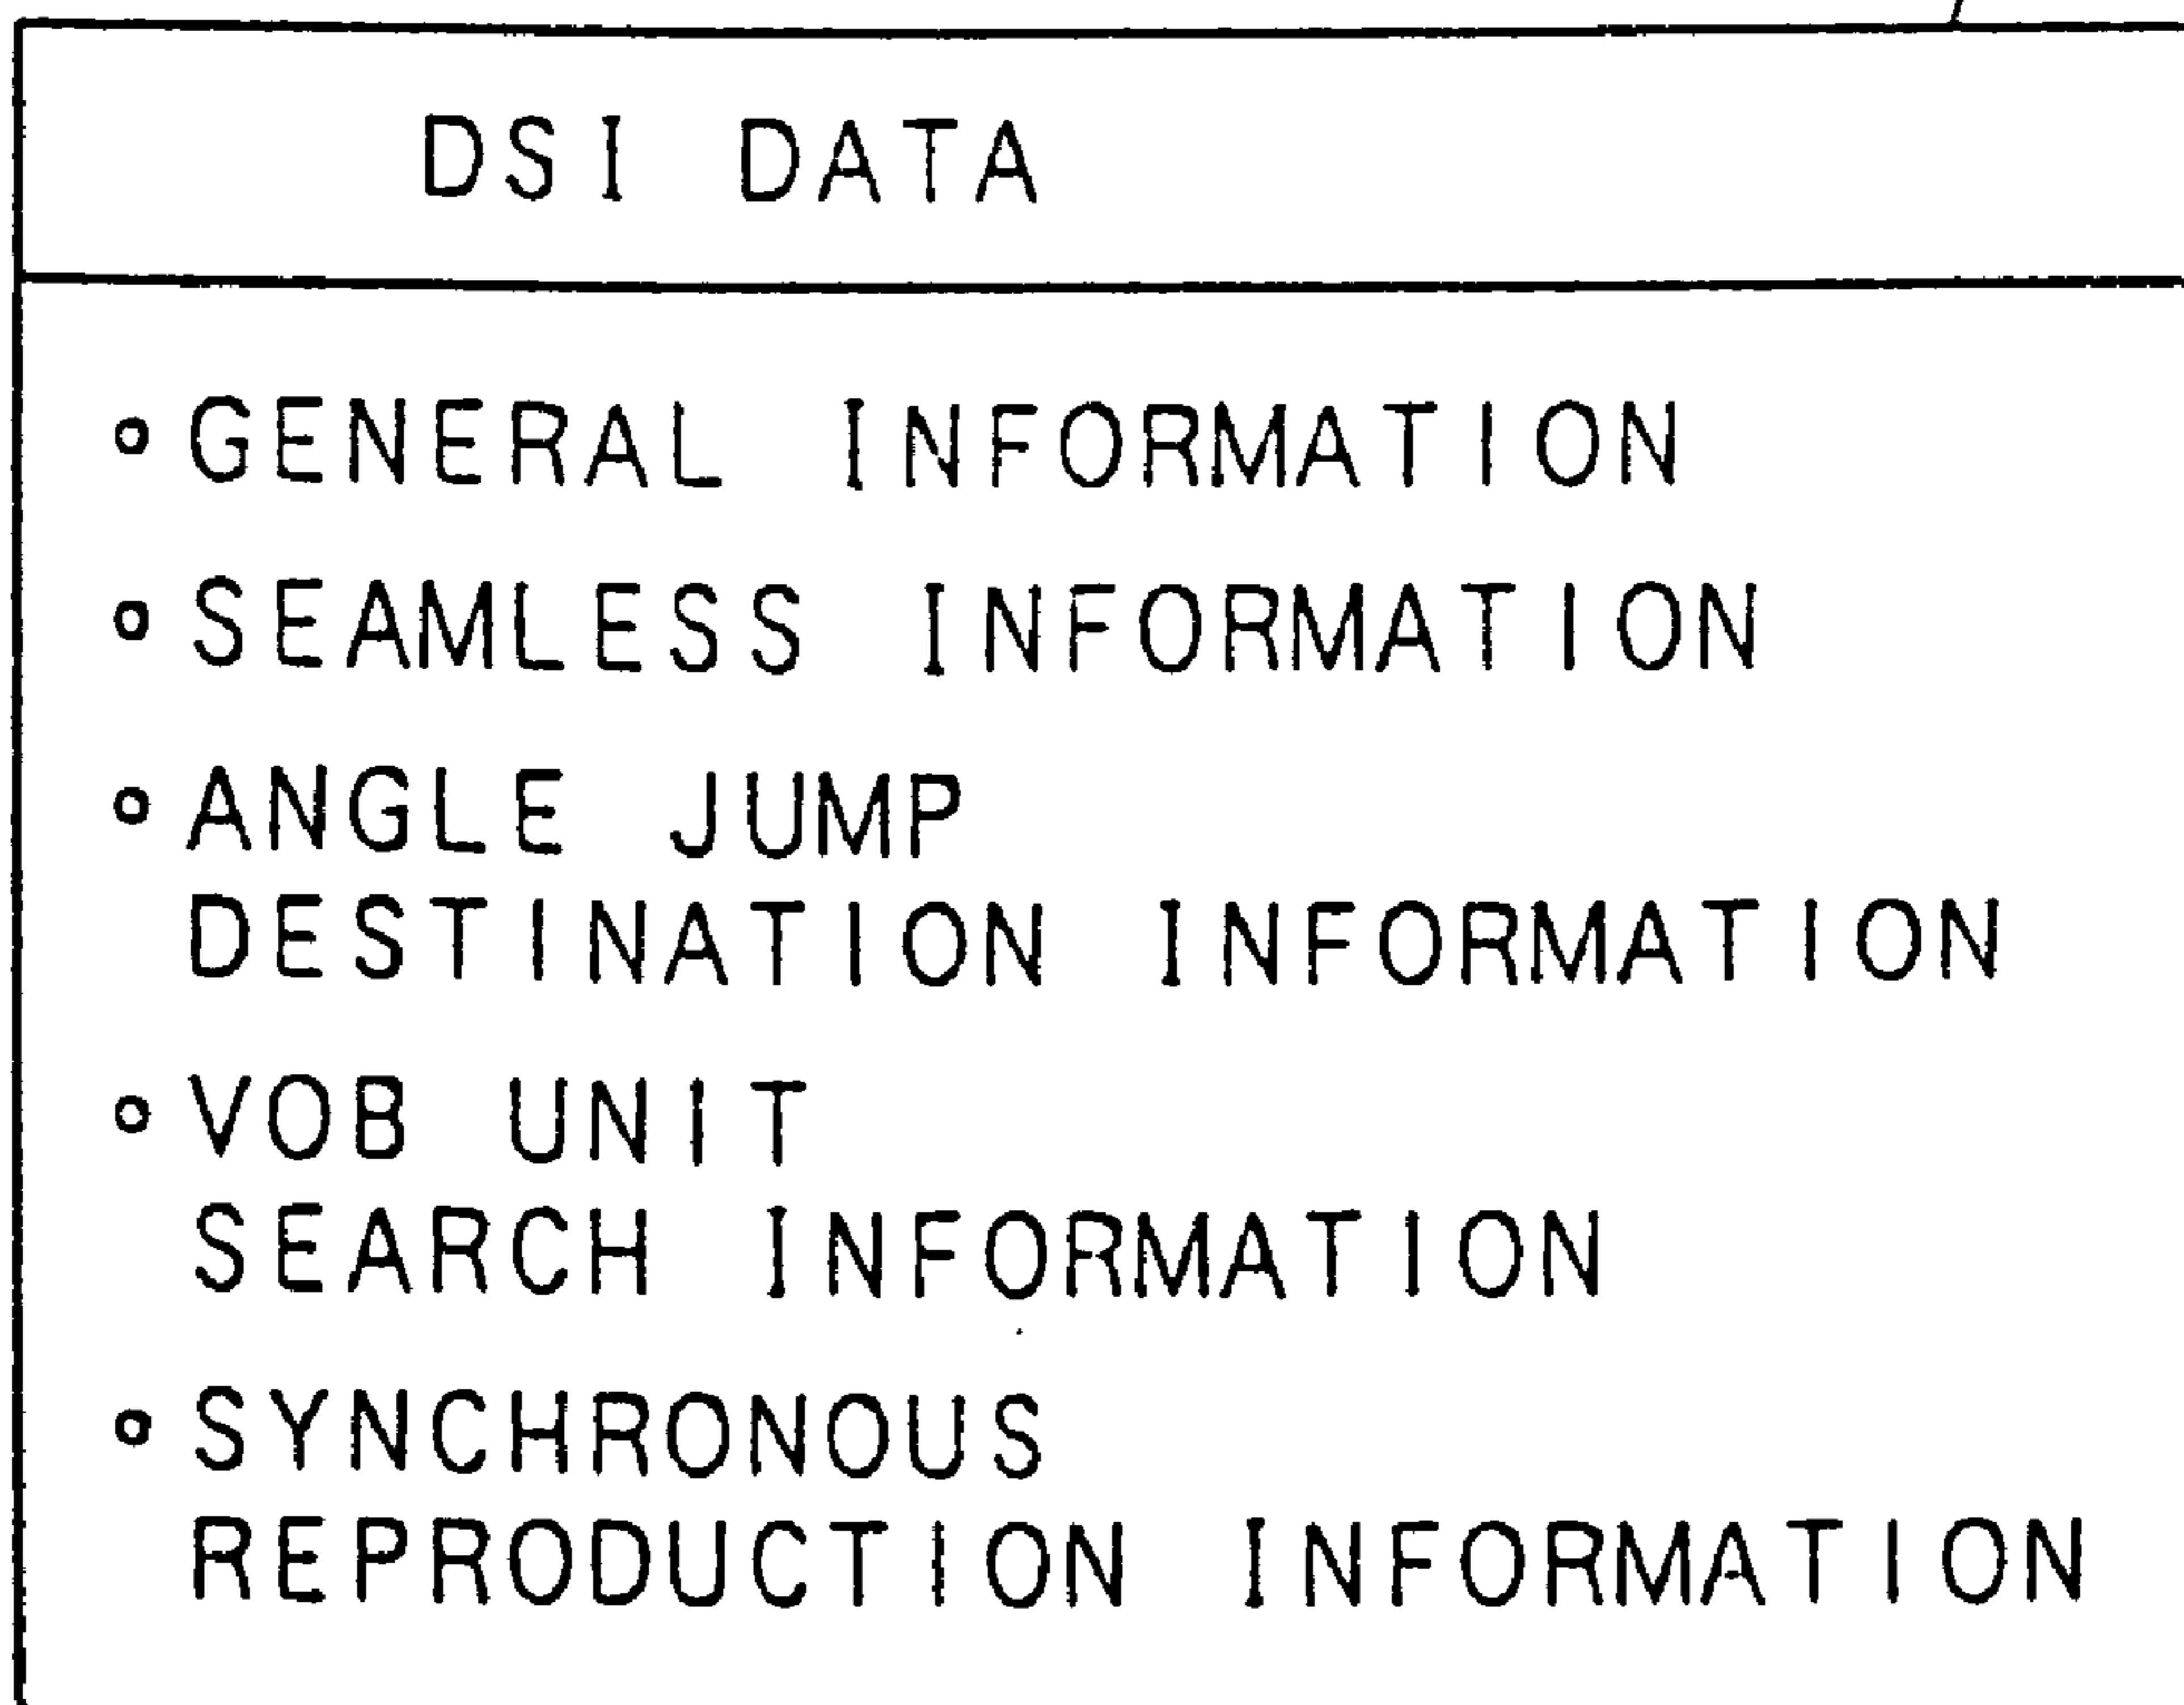 DSI DATA
∘ GENERAL INFORMATION
∘ SEAMLESS INFORMATION
∘ ANGLE JUMP
DESTINATION INFORMATION
∘ VOB UNIT
SEARCH INFORMATION
∘ SYNCHRONOUS
REPRODUCTION INFORMATION